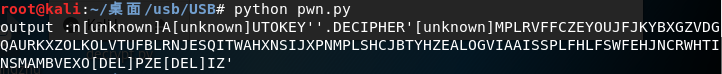 root@kali:~/桌面/usb/USB# python pwn.py
output :n[unknown]A[unknown]UTOKEY''.DECIPHER'[unknown]MPLRVFFCZEYOUJFJKYBXGZVDG
QAURKXZOLKOLVTUFBLRNJESQITWAHXNSIJXPNMPLSHCJBTYHZEALOGVIAAISSPLFHLFSWFEHJNCRWHTI
NSMAMBVEXO[DEL]PZE[DEL]IZ'